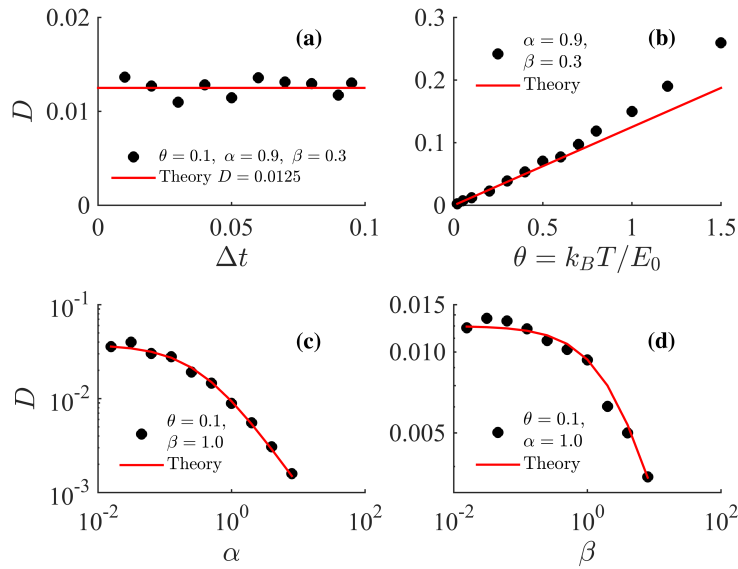 0.02
(a)
D
0.01
θ = 0.1, α = 0.9, β = 0.3
Theory D = 0.0125
0
0
0.05
0.1
Δt
0.3
(b)
α = 0.9,
β = 0.3
Theory
0.2
0.1
0
0
0.5
1
1.5
θ = k_BT/E_0
10^-1
(c)
D
10^-2
θ = 0.1,
β = 1.0
Theory
10^-3
10^-2
10^0
10^2
α
0.015
(d)
0.010
θ = 0.1,
α = 1.0
Theory
0.005
10^-2
10^0
10^2
β